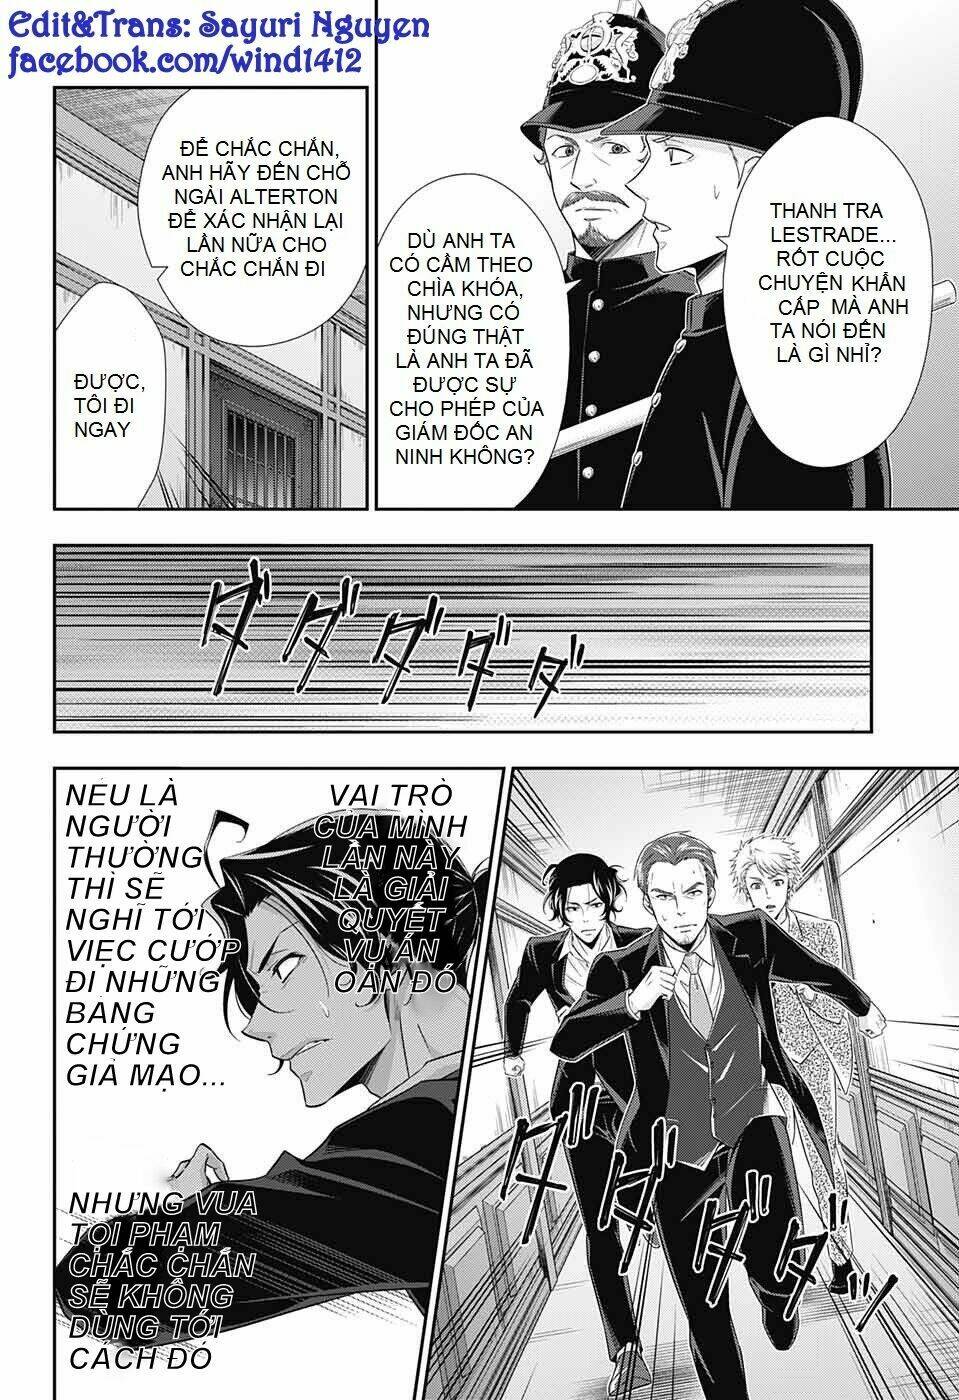 Edit&Trans: Sayuri Nguyen
facebook.com/wind1412
THANH TRA
LESTRADE...
RỐT CUỘC
CHUYỆN KHẨN
CẤP MÀ ANH
TA NÓI ĐẾN
LÀ GÌ NHỈ?
DÙ ANH TA
CÓ CẦM THEO
CHÌA KHÓA,
NHƯNG CÓ
ĐÚNG THẬT
LÀ ANH TA ĐÃ
ĐƯỢC SỰ
CHO PHÉP CỦA
GIÁM ĐỐC AN
NINH KHÔNG?
ĐỂ CHẮC CHẮN,
ANH HÃY ĐẾN CHỖ
NGÀI ALTERTON
ĐỂ XÁC NHẬN LẠI
LẦN NỮA CHO
CHẮC CHẮN ĐI
ĐƯỢC,
TÔI ĐI
NGAY
ダダダダダ
ダダダ
VAI TRÒ
CỦA MÌNH
LẦN NÀY
LÀ GIẢI
QUYẾT
VỤ ÁN
OAN ĐÓ
NẾU LÀ
NGƯỜI
THƯỜNG
THÌ SẼ
NGHĨ TỚI
VIỆC CƯỚP
ĐI NHỮNG
BẰNG
CHỨNG
GIẢ MẠO...
NHƯNG VUA
TỘI PHẠM
CHẮC CHẮN
SẼ KHÔNG
DÙNG TỚI
CÁCH ĐÓ